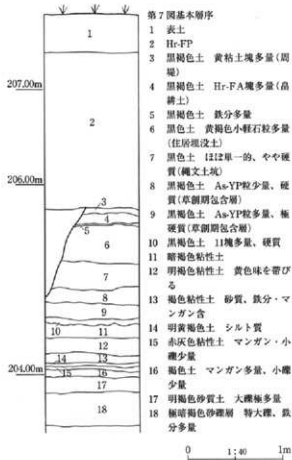 第7図基本層序
1 表土
2 Hr-FP
3 黒褐色土 黄粘土塊多量(周
堤)
4 黒褐色土 Hr-FA塊多量(畠
耕土)
5 黒褐色土 鉄分多量
6 黒色土 黄褐色小軽石粒多量
(住居埋没土)
7 黒色土 ほぼ単一的、やや硬
質(縄文土坑)
8 黒褐色土 As-YP粒少量、硬
質(草創期包含層)
9 黒褐色土 As-YP粒多量、極
硬質(草創期包含層)
10 黒褐色土 11塊多量、硬質
11 暗褐色粘性土
12 明褐色粘性土 黄色味を帯び
る
13 褐色粘性土 砂質、鉄分・マ
ンガン含
14 明黄褐色土 シルト質
15 赤灰色粘性土 マンガン・小
礫少量
16 褐色土 マンガン多量、小礫
少量
17 明褐色砂質土 大礫極多量
18 極暗褐色砂礫層 特大礫、鉄
分多量
1
207.00m
2
206.00m
3
4
5
6
7
8
9
10 11
12
14 13
204.00m
15 16
17
18
0 1:40 1m